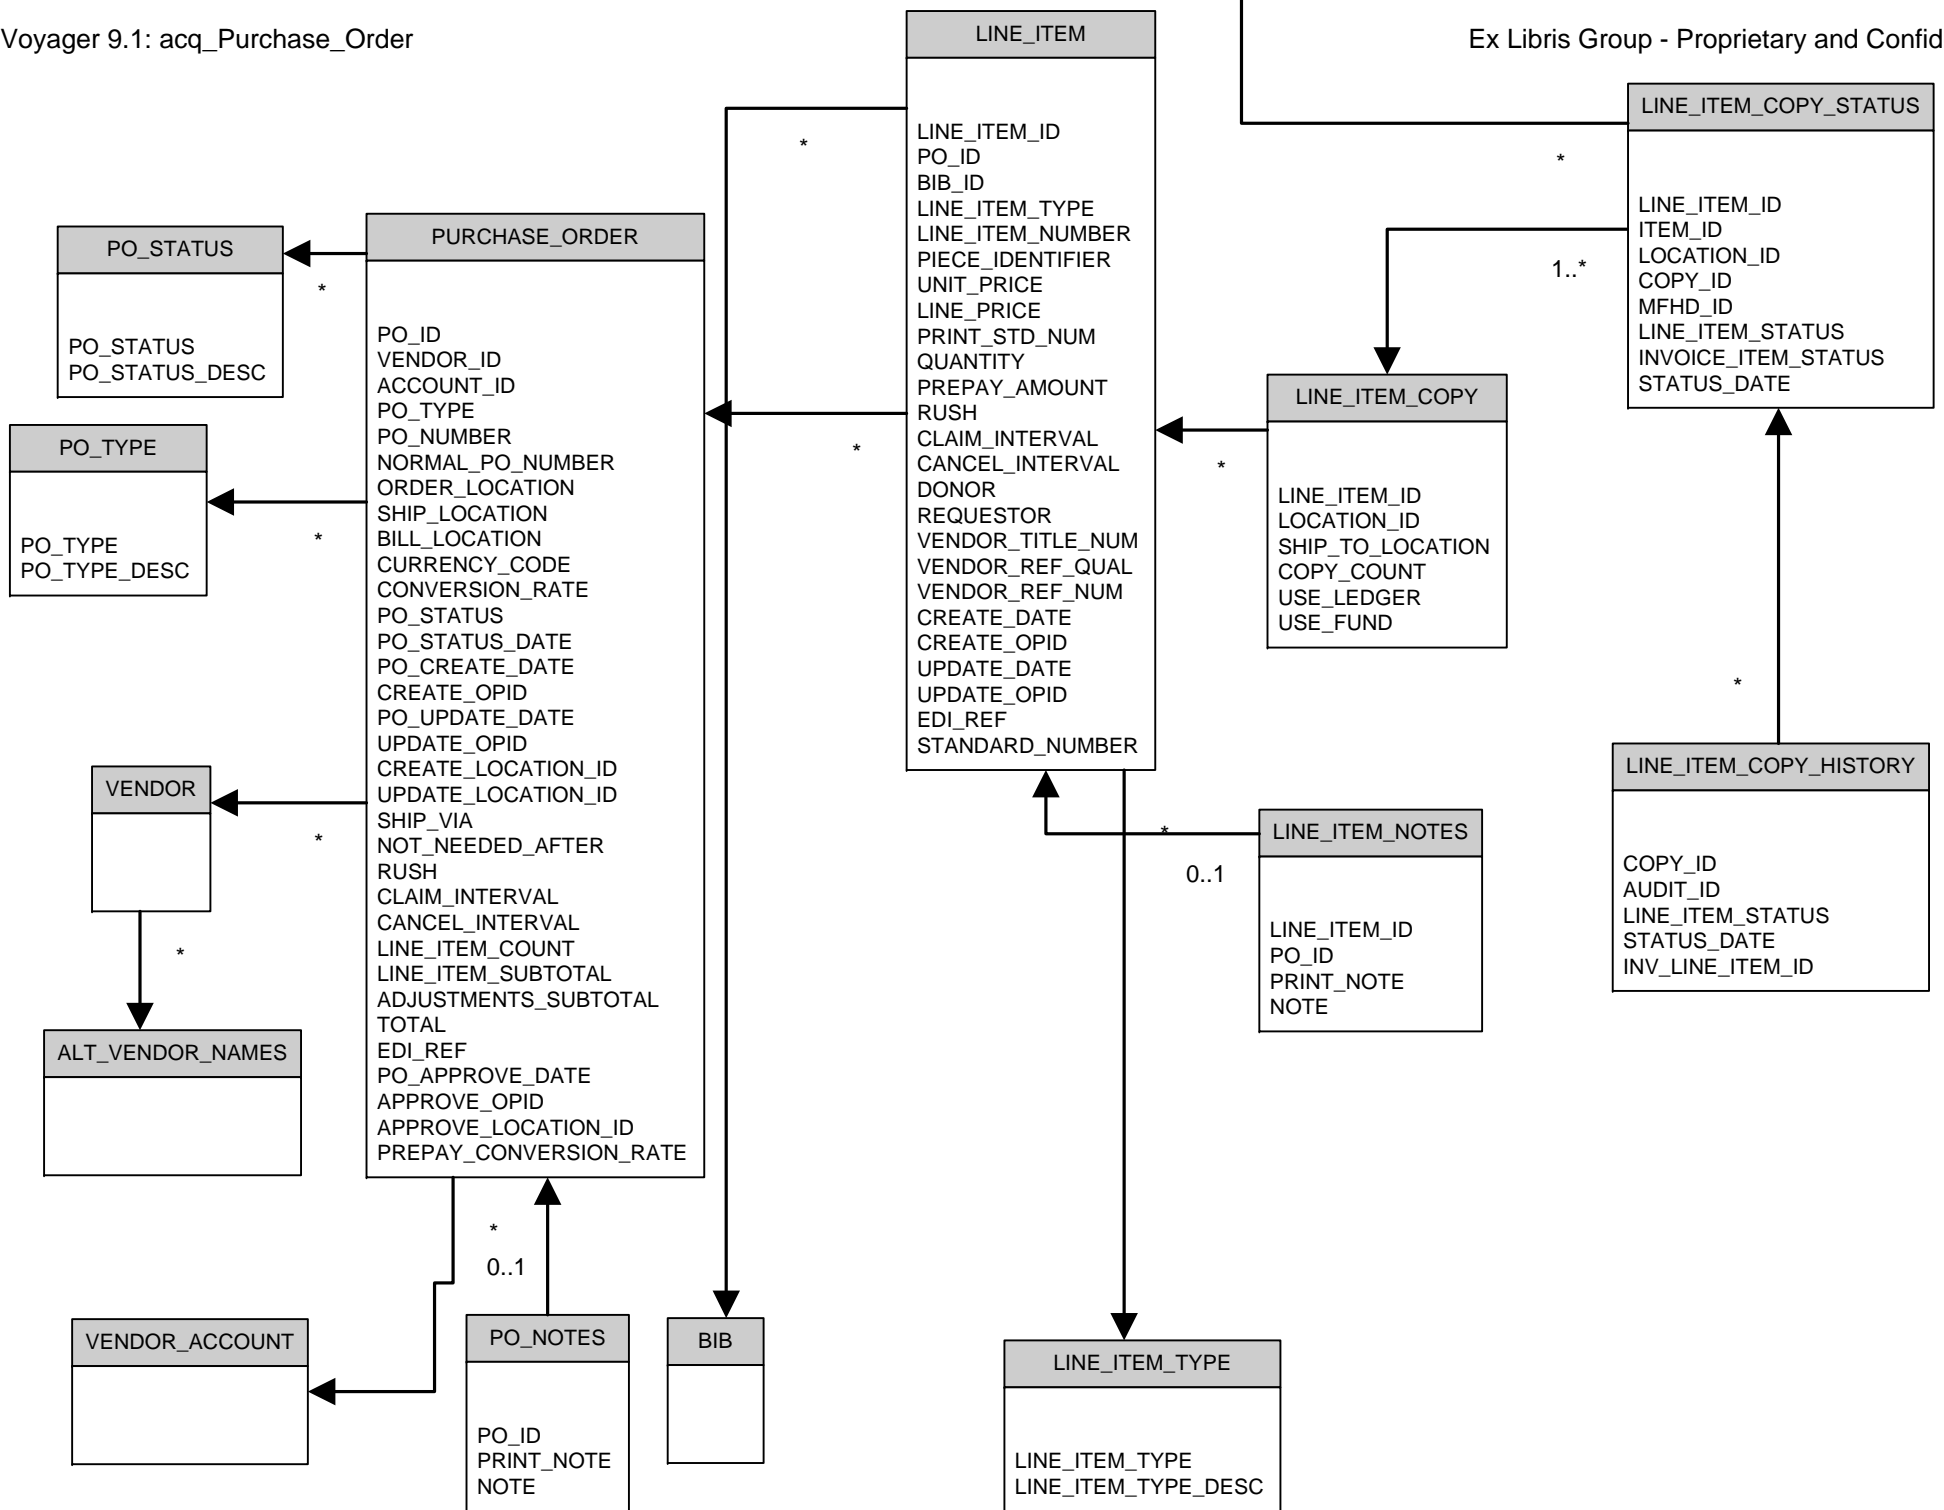 Voyager 9.1: acq_Purchase_Order
Ex Libris Group - Proprietary and Confid
LINE_ITEM
LINE_ITEM_ID
PO_ID
BIB_ID
LINE_ITEM_TYPE
LINE_ITEM_NUMBER
PIECE_IDENTIFIER
UNIT_PRICE
LINE_PRICE
PRINT_STD_NUM
QUANTITY
PREPAY_AMOUNT
RUSH
CLAIM_INTERVAL
CANCEL_INTERVAL
DONOR
REQUESTOR
VENDOR_TITLE_NUM
VENDOR_REF_QUAL
VENDOR_REF_NUM
CREATE_DATE
CREATE_OPID
UPDATE_DATE
UPDATE_OPID
EDI_REF
STANDARD_NUMBER
*
*
LINE_ITEM_COPY_STATUS
LINE_ITEM_ID
ITEM_ID
LOCATION_ID
COPY_ID
MFHD_ID
LINE_ITEM_STATUS
INVOICE_ITEM_STATUS
STATUS_DATE
*
1..*
PO_STATUS
PO_STATUS
PO_STATUS_DESC
*
PURCHASE_ORDER
PO_ID
VENDOR_ID
ACCOUNT_ID
PO_TYPE
PO_NUMBER
NORMAL_PO_NUMBER
ORDER_LOCATION
SHIP_LOCATION
BILL_LOCATION
CURRENCY_CODE
CONVERSION_RATE
PO_STATUS
PO_STATUS_DATE
PO_CREATE_DATE
CREATE_OPID
PO_UPDATE_DATE
UPDATE_OPID
CREATE_LOCATION_ID
UPDATE_LOCATION_ID
SHIP_VIA
NOT_NEEDED_AFTER
RUSH
CLAIM_INTERVAL
CANCEL_INTERVAL
LINE_ITEM_COUNT
LINE_ITEM_SUBTOTAL
ADJUSTMENTS_SUBTOTAL
TOTAL
EDI_REF
PO_APPROVE_DATE
APPROVE_OPID
APPROVE_LOCATION_ID
PREPAY_CONVERSION_RATE
PO_TYPE
PO_TYPE
PO_TYPE_DESC
*
LINE_ITEM_COPY
LINE_ITEM_ID
LOCATION_ID
SHIP_TO_LOCATION
COPY_COUNT
USE_LEDGER
USE_FUND
*
*
LINE_ITEM_COPY_HISTORY
COPY_ID
AUDIT_ID
LINE_ITEM_STATUS
STATUS_DATE
INV_LINE_ITEM_ID
VENDOR
*
*
ALT_VENDOR_NAMES
LINE_ITEM_NOTES
LINE_ITEM_ID
PO_ID
PRINT_NOTE
NOTE
*
0..1
*
0..1
VENDOR_ACCOUNT
PO_NOTES
PO_ID
PRINT_NOTE
NOTE
BIB
LINE_ITEM_TYPE
LINE_ITEM_TYPE
LINE_ITEM_TYPE_DESC